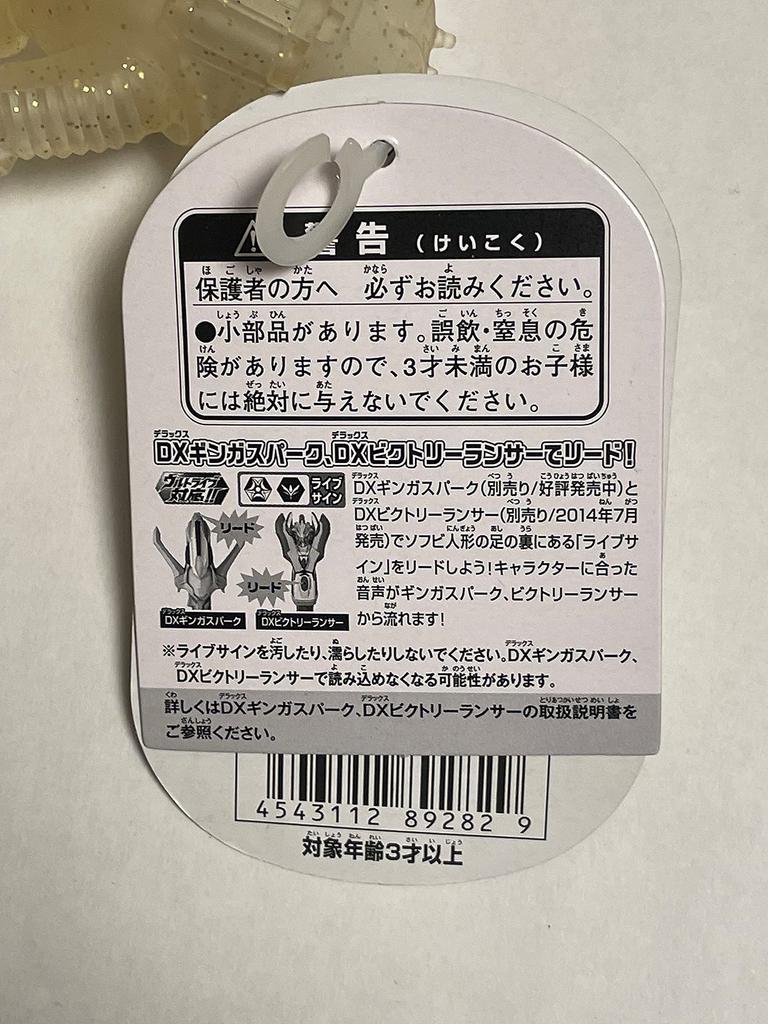 警告（けいこく）
保護者の方へ 必ずお読みください。
●小部品があります。誤飲・窒息の危
険がありますので、3才未満のお子様
には絶対に与えないでください。
DXギンガスパーク、DXビクトリーランサーでリード！
ウルトライブ対応!!
ライブサイン
DXギンガスパーク(別売り/好評発売中)と
DXビクトリーランサー(別売り/2014年7月
発売)でソフビ人形の足の裏にある「ライブサ
イン」をリードしよう！キャラクターに合った
音声がギンガスパーク、ビクトリーランサー
から流れます！
リード
リード
DXギンガスパーク
DXビクトリーランサー
※ライブサインを汚したり、濡らしたりしないでください。DXギンガスパーク、
DXビクトリーランサーで読み込めなくなる可能性があります。
詳しくはDXギンガスパーク、DXビクトリーランサーの取扱説明書を
ご参照ください。
4543112 89282 9
対象年齢3才以上